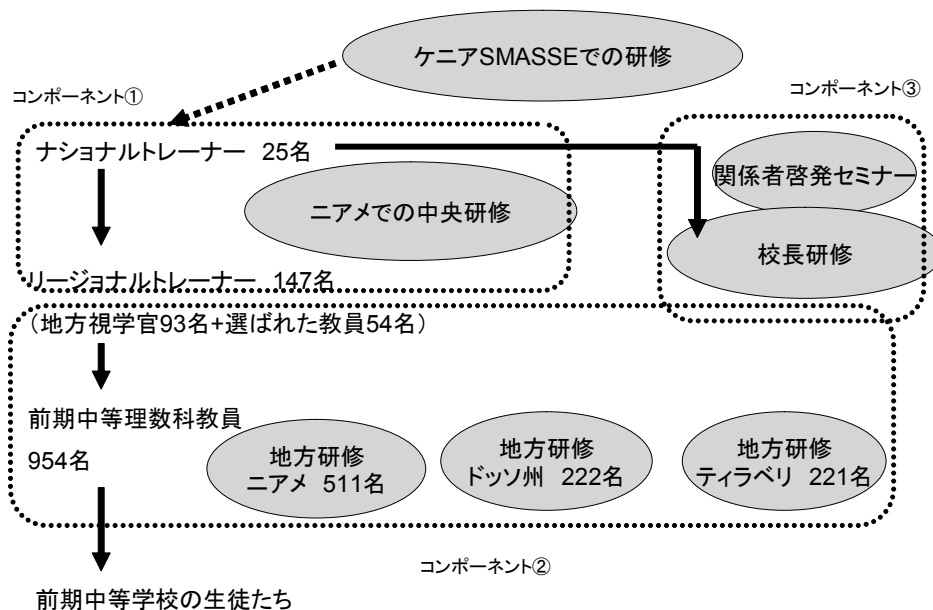 ケニアSMASSEでの研修
コンポーネント①
コンポーネント③
ナショナルトレーナー 25名
関係者啓発セミナー
ニアメでの中央研修
校長研修
リージョナルトレーナー 147名
（地方視学官93名+選ばれた教員54名）
前期中等理数科教員
954名
地方研修
ニアメ 511名
地方研修
ドッソ州 222名
地方研修
ティラベリ 221名
コンポーネント②
前期中等学校の生徒たち